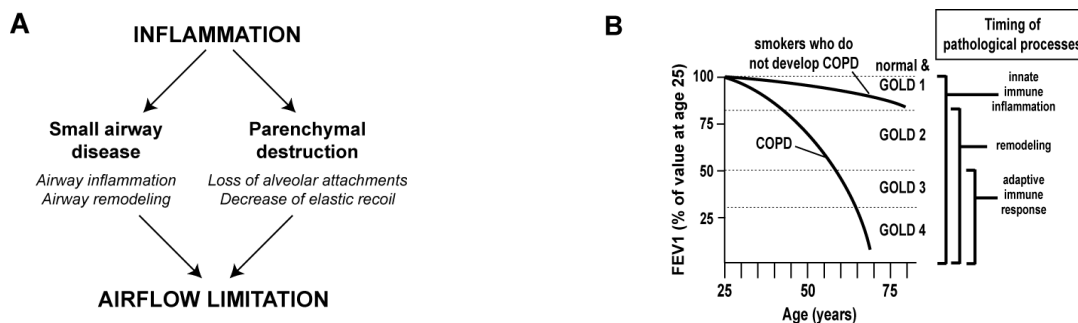 A
INFLAMMATION
Small airway
disease
Airway inflammation
Airway remodeling
Parenchymal
destruction
Loss of alveolar attachments
Decrease of elastic recoil
AIRFLOW LIMITATION
B
Timing of
pathological processes
smokers who do
not develop COPD
normal &
GOLD 1
GOLD 2
GOLD 3
GOLD 4
COPD
innate
immune
inflammation
remodeling
adaptive
immune
response
FEV1 (% of value at age 25)
100
75
50
25
25
50
75
Age (years)